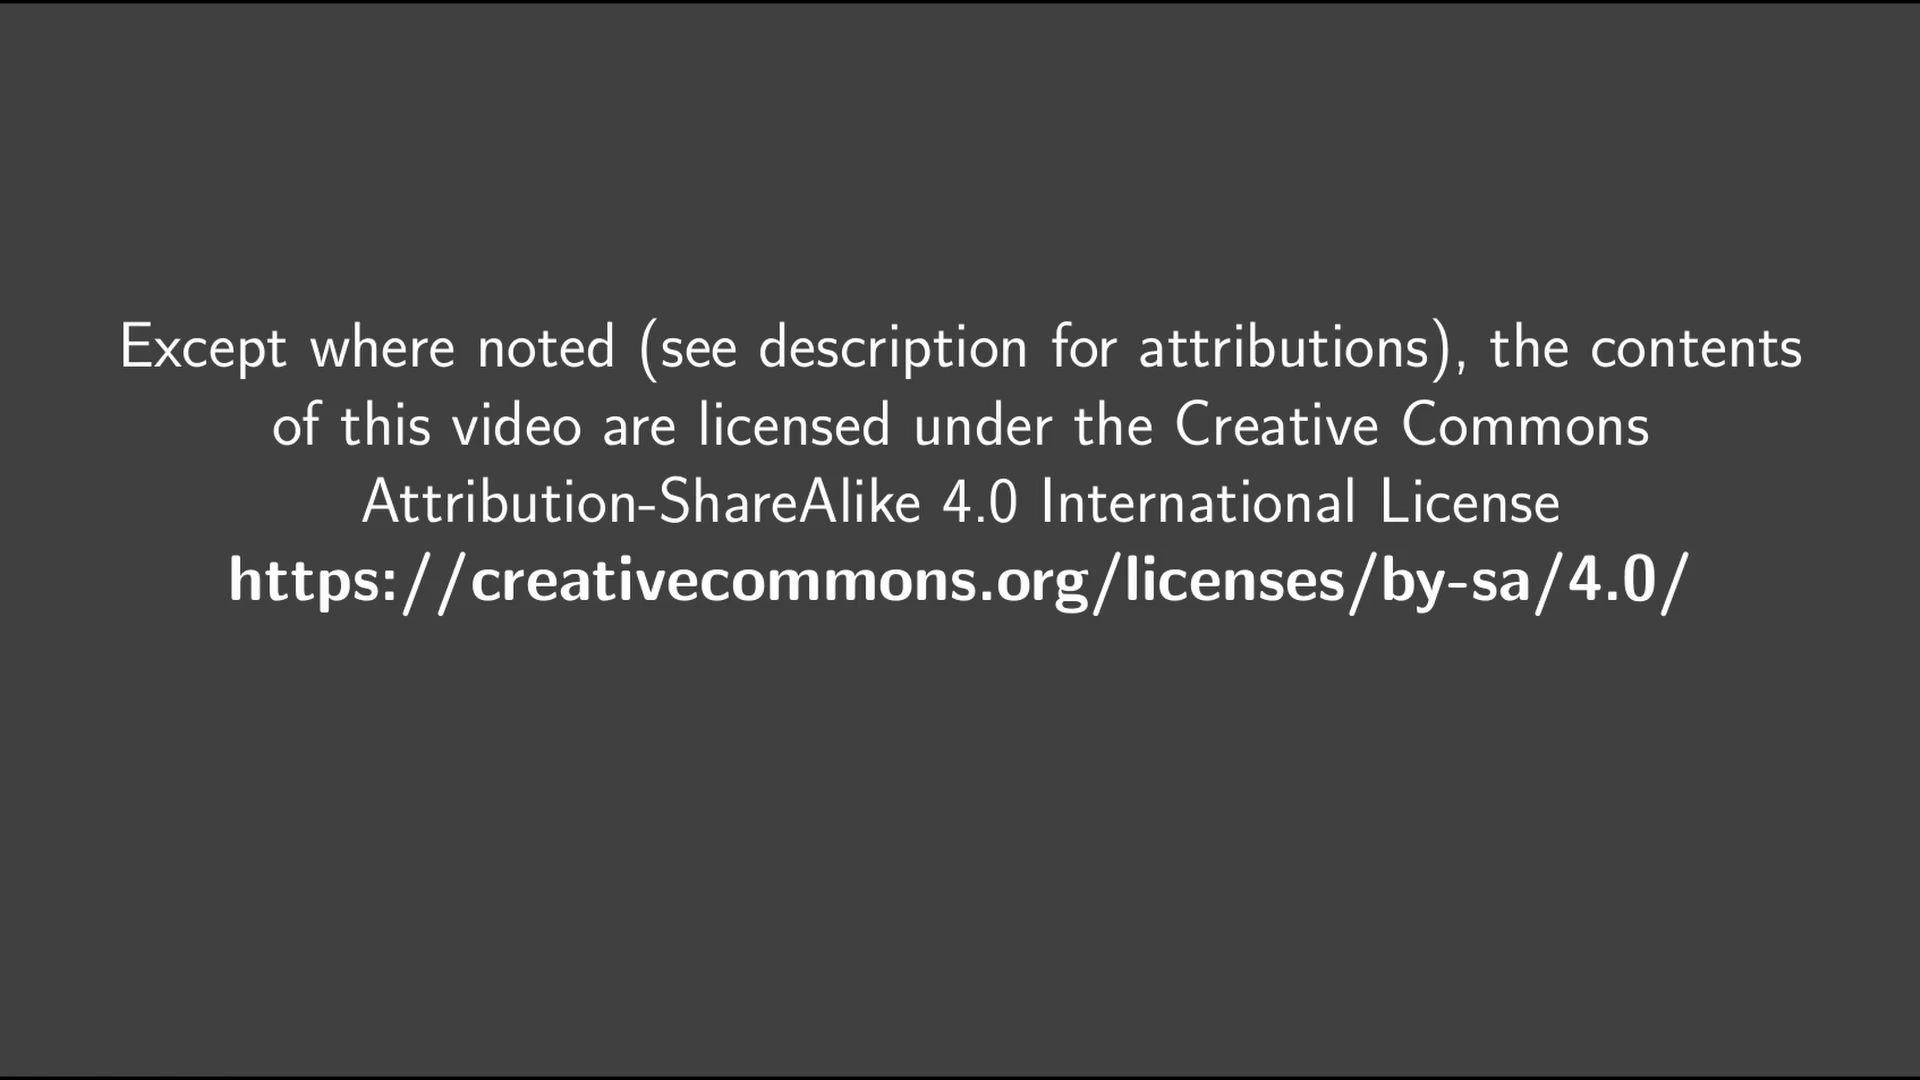 Except where noted (see description for attributions), the contents
of this video are licensed under the Creative Commons
Attribution-ShareAlike 4.0 International License
https://creativecommons.org/licenses/by-sa/4.0/